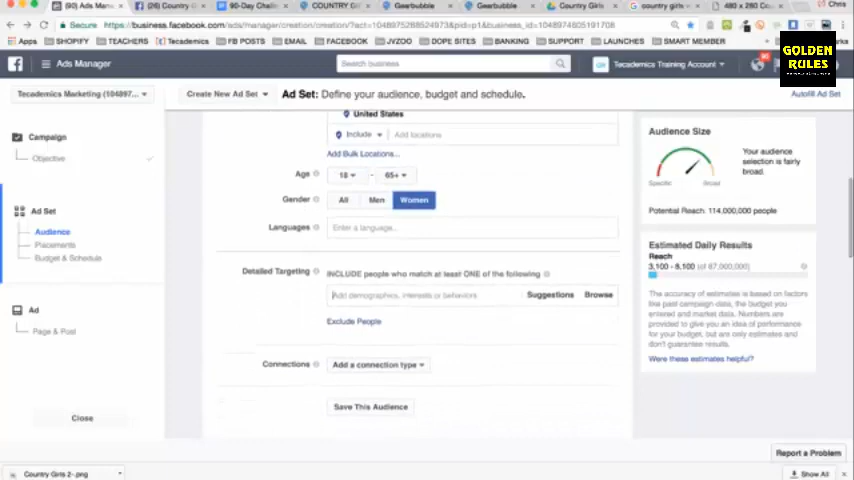 (90) Ads Man
(26) Country G
90-Day Challe
COUNTRY GI
Gearbubble
Gearbubble
Country Girls
country girls
480 x 260 Co
Chris
Secure
https://business.facebook.com/ads/manager/creation/creation/?act=1048975288524973&pid=p1&business_id=1048974605191708
Apps SHOPIFY TEACHERS Tecademics FB POSTS EMAIL FACEBOOK JVZOO DOPE SITES BANKING SUPPORT LAUNCHES SMART MEMBER
GOLDEN
RULES
Ads Manager
Search business
Tecademics Training Account
Tecademics Marketing (104897...
Create New Ad Set
Ad Set: Define your audience, budget and schedule.
Autofill Ad Set
Campaign
Objective
Ad Set
Audience
Placements
Budget & Schedule
Ad
Page & Post
Close
United States
Include
Add locations
Add Bulk Locations...
Age
18 - 65+
Gender
All Men Women
Languages
Enter a language...
Detailed Targeting
INCLUDE people who match at least ONE of the following
Add demographics, interests or behaviors
Suggestions
Browse
Exclude People
Connections
Add a connection type
Save This Audience
Audience Size
Your audience
selection is fairly
broad.
Specific
Broad
Potential Reach: 114,000,000 people
Estimated Daily Results
Reach
3,100 - 8,100 (of 87,000,000)
The accuracy of estimates is based on factors
like past campaign data, the budget you
entered and market data. Numbers are
provided to give you an idea of performance
for your budget, but are only estimates and
don't guarantee results.
Were these estimates helpful?
Report a Problem
Country Girls 2-.png
Show All